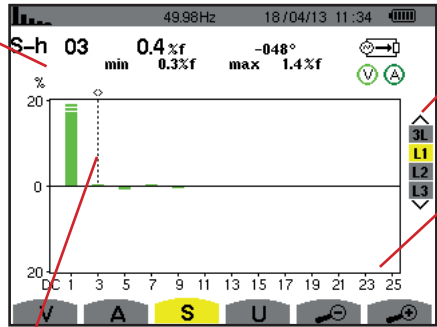 49.98Hz 18/04/13 11:34
S-h 03 0.4 %f -048°
min 0.3%f max 1.4%f
V A
%
20
0
20
3L
L1
L2
L3
DC 1 3 5 7 9 11 13 15 17 19 21 23 25
V A S U